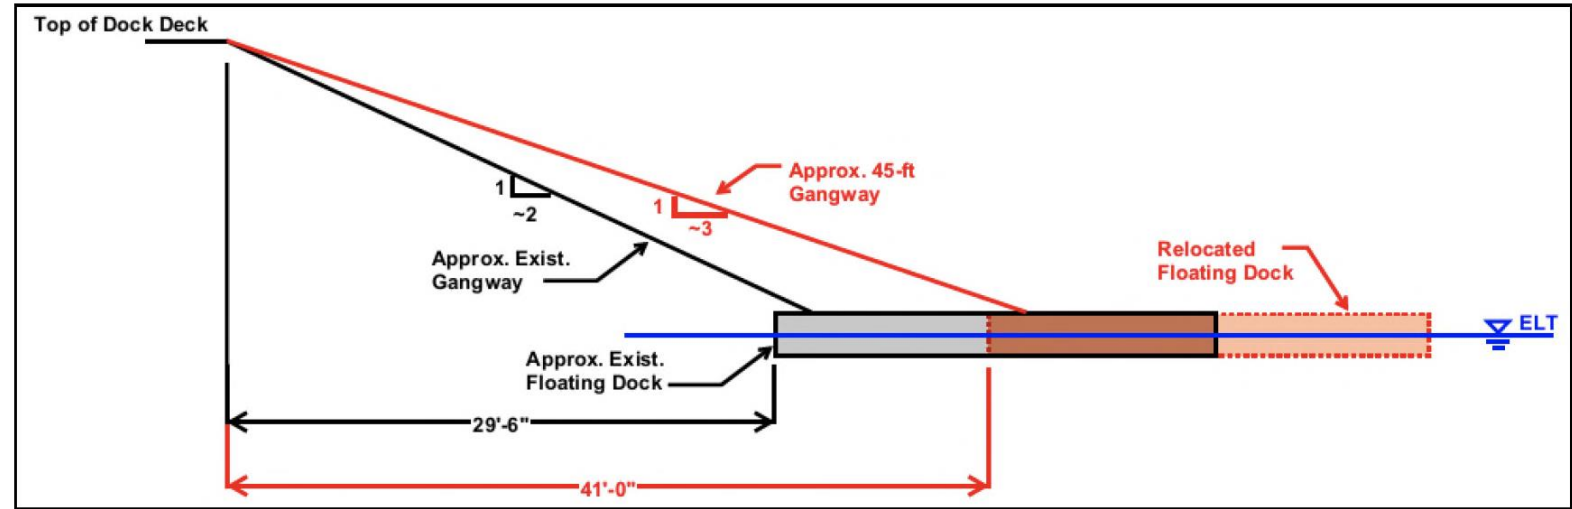 Top of Dock Deck
1
~2
Approx. 45-ft
Gangway
1
~3
Approx. Exist.
Gangway
Relocated
Floating Dock
ELT
Approx. Exist.
Floating Dock
29'-6"
41'-0"